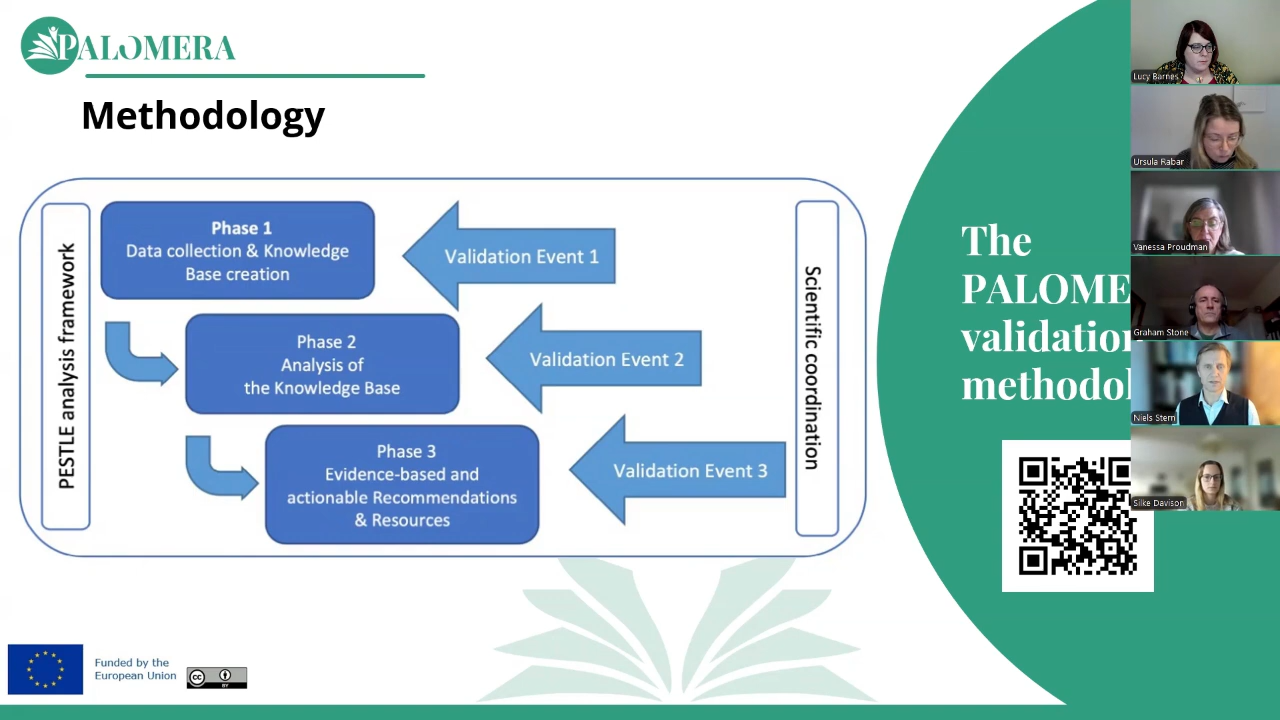 PALOMERA
Methodology
PESTLE analysis framework
Phase 1
Data collection & Knowledge
Base creation
Validation Event 1
Phase 2
Analysis of
the Knowledge Base
Validation Event 2
Phase 3
Evidence-based and
actionable Recommendations
& Resources
Validation Event 3
Scientific coordination
The
PALOME
validation
methodol
Lucy Barnes
Ursula Rabar
Vanessa Proudman
Graham Stone
Niels Stern
Silke Davison
Funded by the
European Union
cc
BY